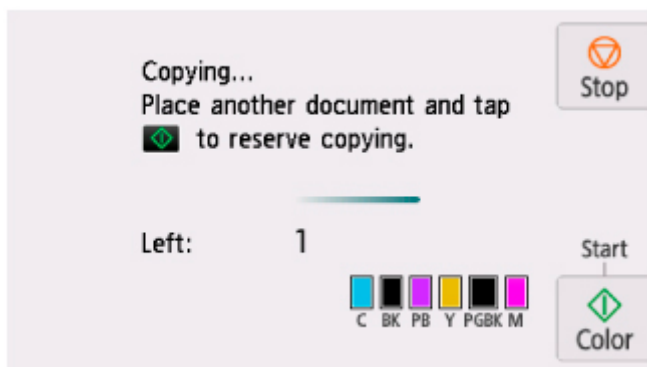 Copying...
Place another document and tap
to reserve copying.
Stop
Left: 1
Start
C BK PB Y PGBK M
Color